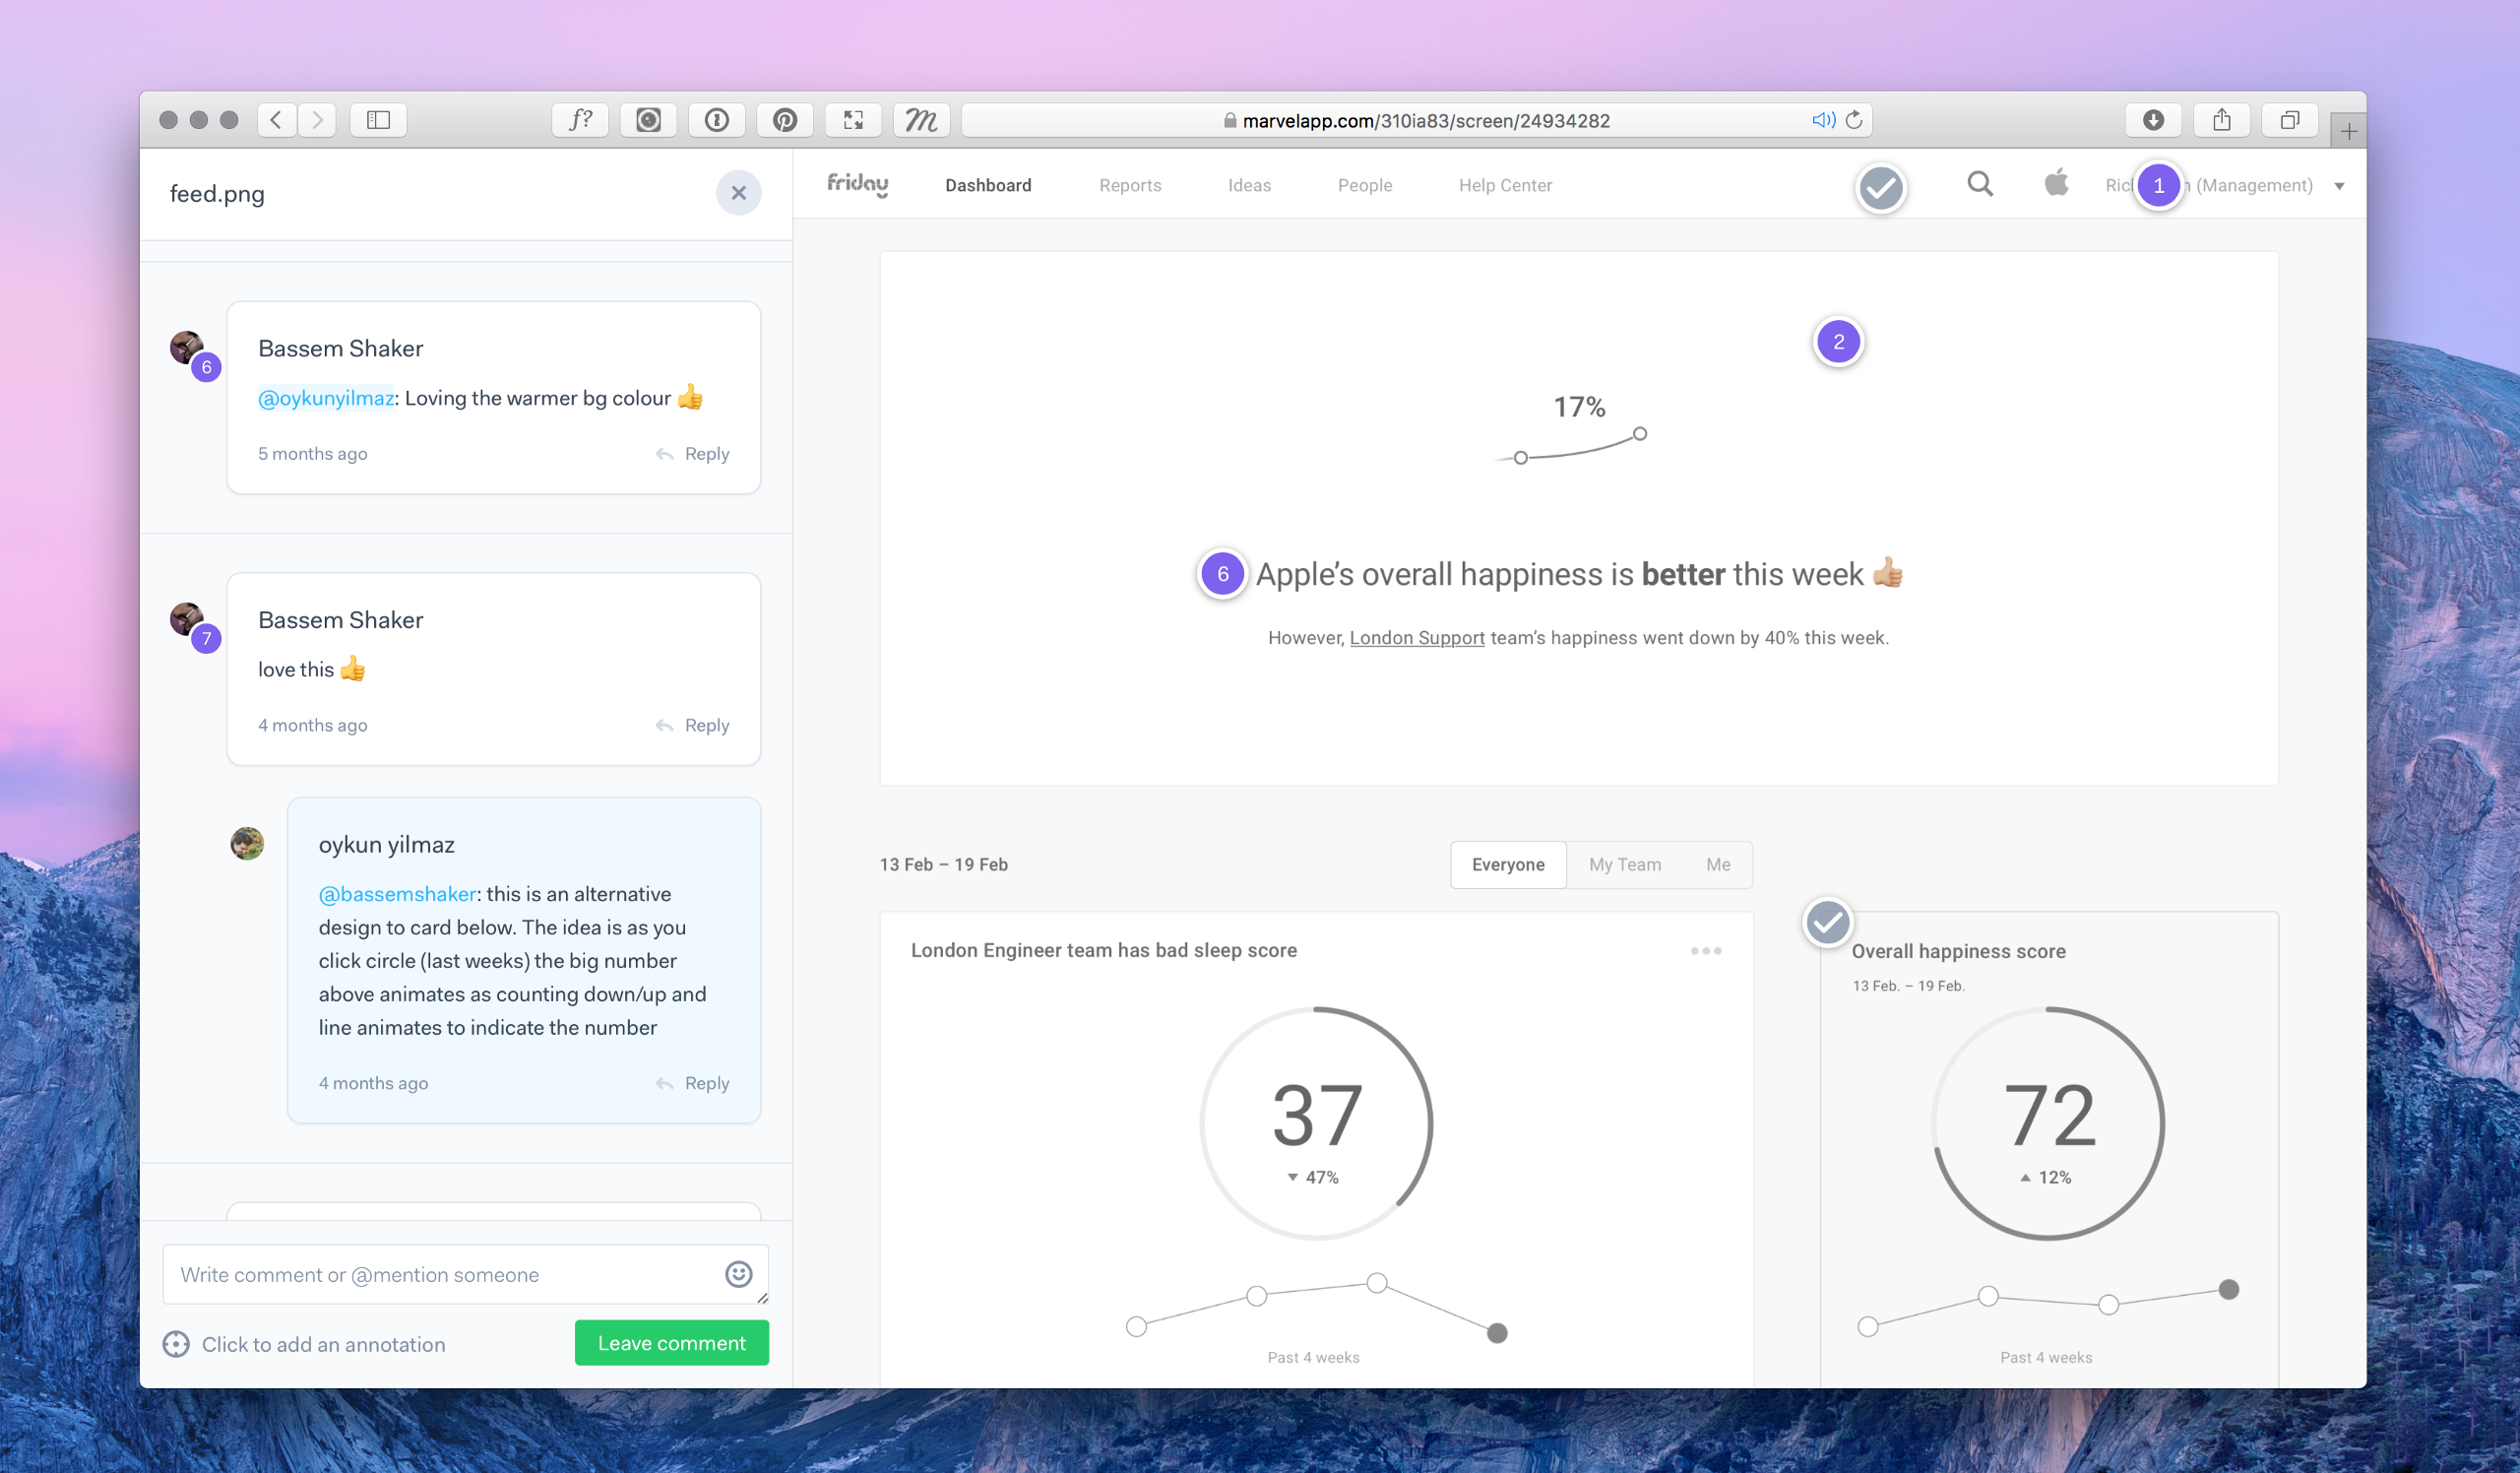 f?
marvelapp.com/310ia83/screen/24934282
feed.png
6
Bassem Shaker
@oykunyilmaz: Loving the warmer bg colour 👍
5 months ago
Reply
7
Bassem Shaker
love this 👍
4 months ago
Reply
oykun yilmaz
@bassemshaker: this is an alternative
design to card below. The idea is as you
click circle (last weeks) the big number
above animates as counting down/up and
line animates to indicate the number
4 months ago
Reply
Write comment or @mention someone
Click to add an annotation
Leave comment
friday
Dashboard
Reports
Ideas
People
Help Center
1
(Management)
2
17%
6
Apple’s overall happiness is better this week 👍🏼
However, London Support team’s happiness went down by 40% this week.
13 Feb – 19 Feb
Everyone
My Team
Me
London Engineer team has bad sleep score
37
▼ 47%
Past 4 weeks
Overall happiness score
13 Feb. – 19 Feb.
72
▲ 12%
Past 4 weeks